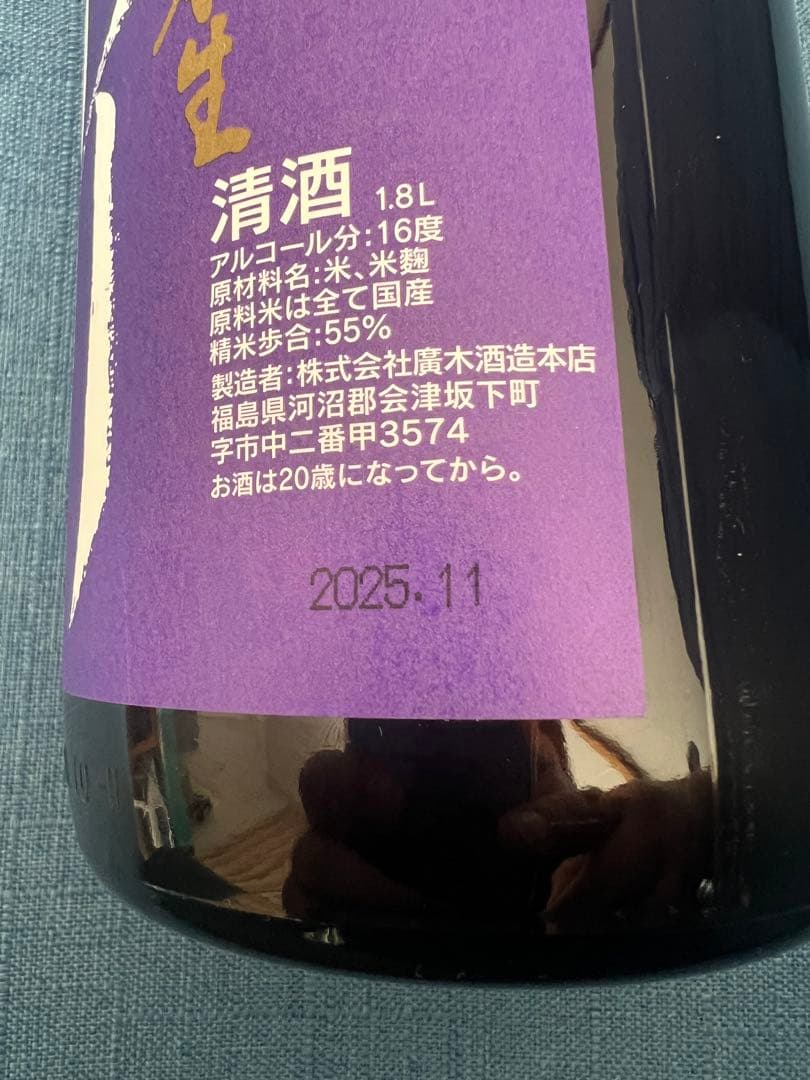 生
清酒 1.8L
アルコール分:16度
原材料名:米、米麴
原料米は全て国産
精米歩合:55%
製造者:株式会社廣木酒造本店
福島県河沼郡会津坂下町
字市中二番甲3574
お酒は20歳になってから。
2025.11